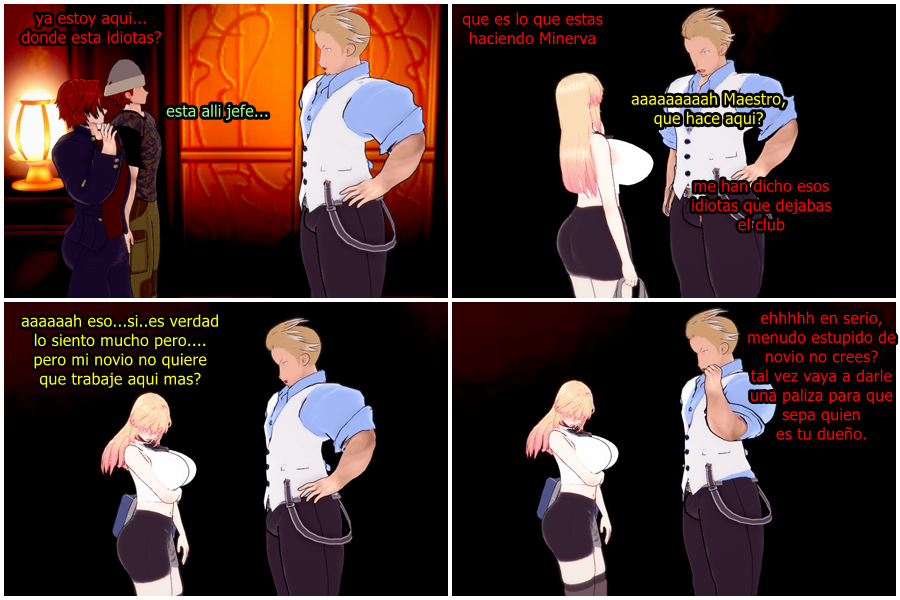 ya estoy aqui...
donde esta idiotas?
esta alli jefe...
que es lo que estas
haciendo Minerva
aaaaaaaaah Maestro,
que hace aqui?
me han dicho esos
idiotas que dejabas
el club
aaaaaah eso...si..es verdad
lo siento mucho pero....
pero mi novio no quiere
que trabaje aqui mas?
ehhhhh en serio,
menudo estupido de
novio no crees?
tal vez vaya a darle
una paliza para que
sepa quien
es tu dueño.